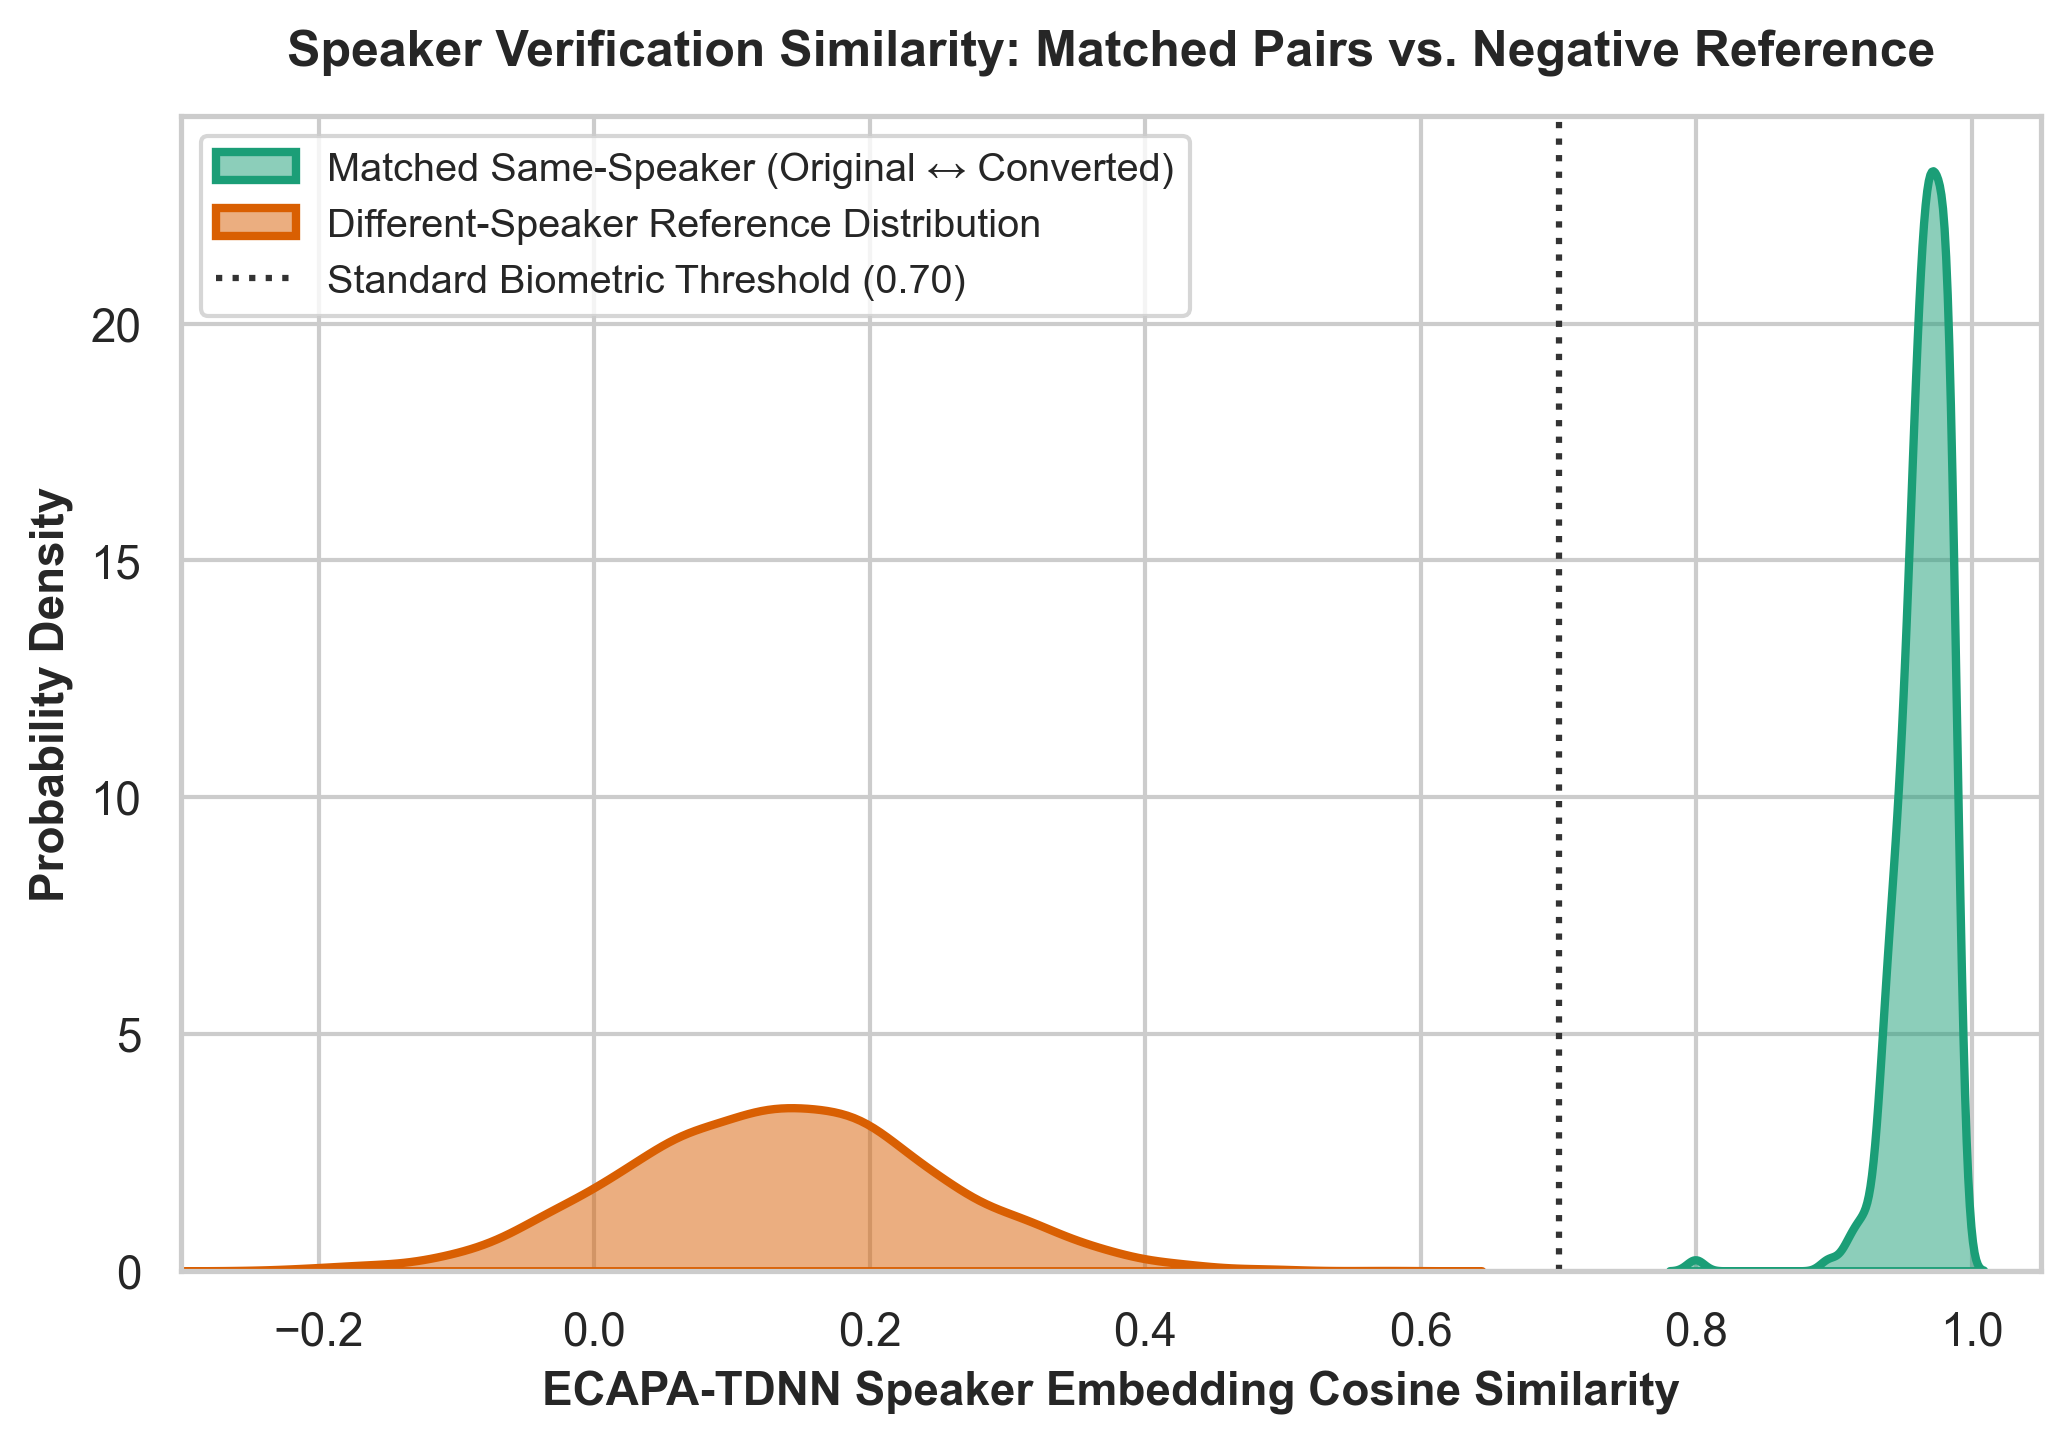 Speaker Verification Similarity: Matched Pairs vs. Negative Reference
Matched Same-Speaker (Original ↔ Converted)
Different-Speaker Reference Distribution
Standard Biometric Threshold (0.70)
Probability Density
20
15
10
5
0
−0.2
0.0
0.2
0.4
0.6
0.8
1.0
ECAPA-TDNN Speaker Embedding Cosine Similarity